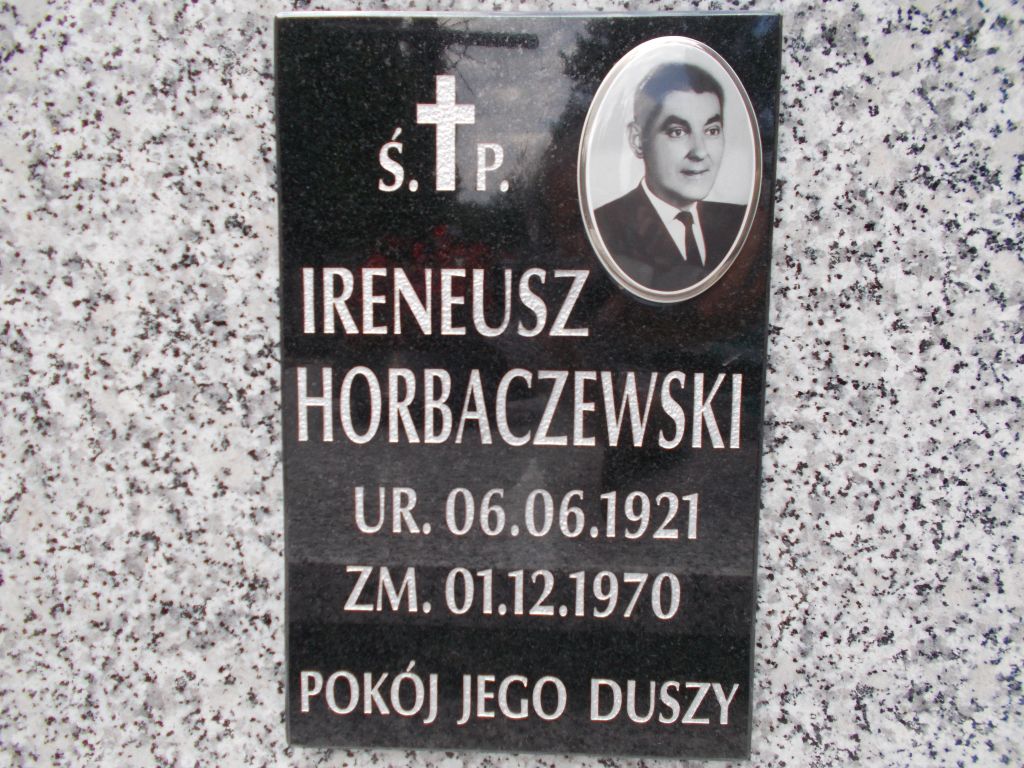 Ś. P.
IRENEUSZ
HORBACZEWSKI
UR. 06.06.1921
ZM. 01.12.1970
POKÓJ JEGO DUSZY